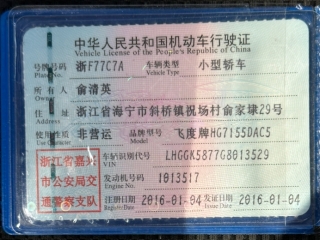 中华人民共和国机动车行驶证
Vehicle License of the People's Republic of China
号牌号码 浙F77C7A 车辆类型 小型轿车
Plate No. Vehicle Type
所有人 俞清英
Owner
住址 浙江省海宁市斜桥镇祝场村俞家埭29号
Address
使用性质 非营运 品牌型号 飞度牌HG7155DAC5
Use Character Model
浙江省嘉兴
市公安局交
通警察支队
车辆识别代号 LHGGK5877G8013529
VIN
发动机号码 1013517
Engine No.
注册日期 2016-01-04 发证日期 2016-01-04
Register Date Issue Date